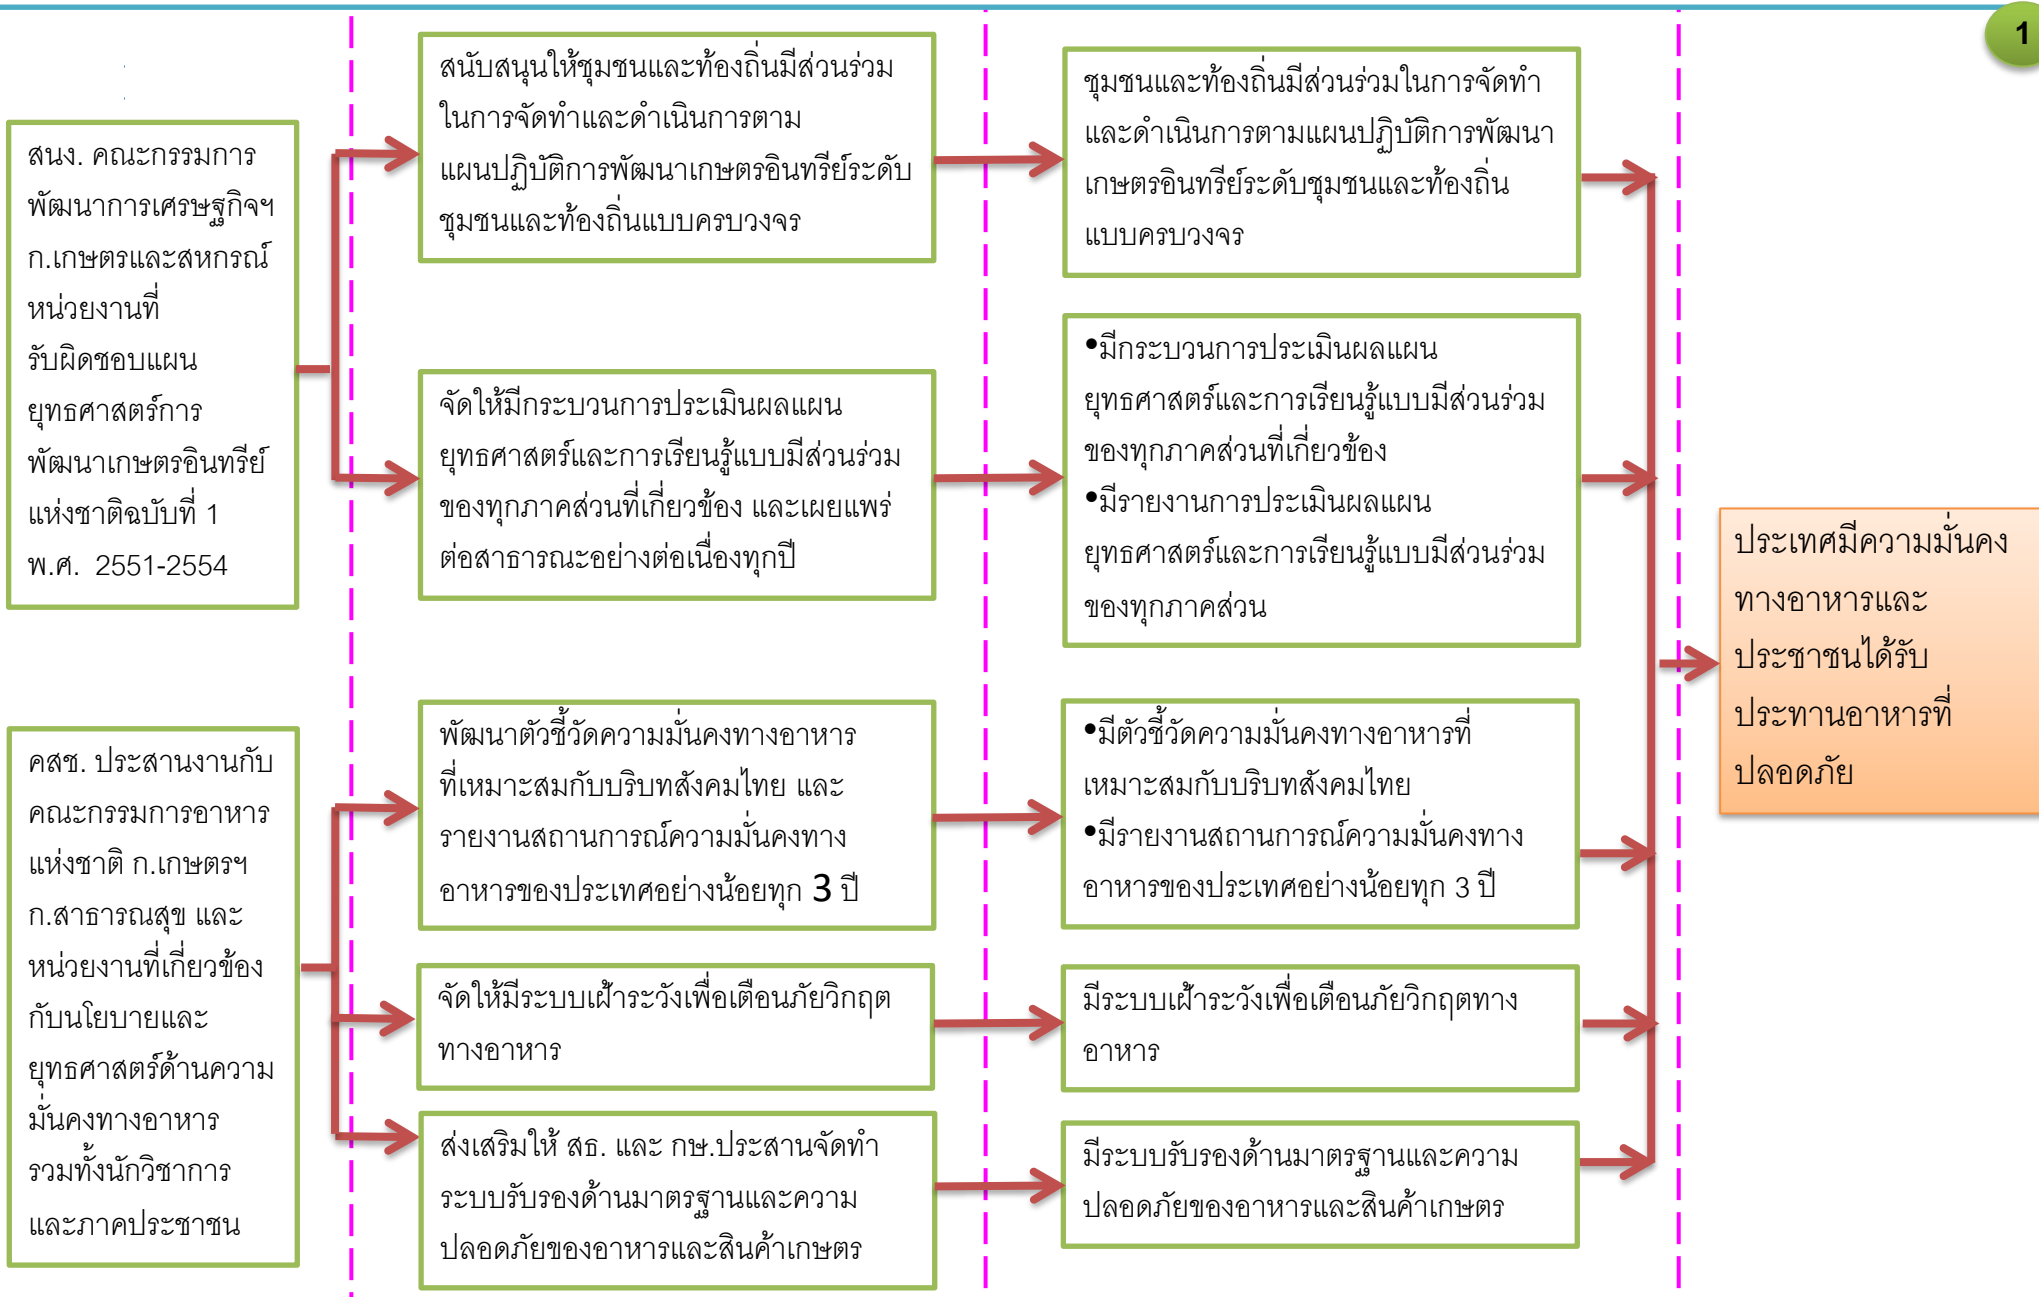 1
สนง. คณะกรรมการ
พัฒนาการเศรษฐกิจฯ
ก.เกษตรและสหกรณ์
หน่วยงานที่
รับผิดชอบแผน
ยุทธศาสตร์การ
พัฒนาเกษตรอินทรีย์
แห่งชาติฉบับที่ 1
พ.ศ. 2551-2554
สนับสนุนให้ชุมชนและท้องถิ่นมีส่วนร่วม
ในการจัดทำและดำเนินการตาม
แผนปฏิบัติการพัฒนาเกษตรอินทรีย์ระดับ
ชุมชนและท้องถิ่นแบบครบวงจร
ชุมชนและท้องถิ่นมีส่วนร่วมในการจัดทำ
และดำเนินการตามแผนปฏิบัติการพัฒนา
เกษตรอินทรีย์ระดับชุมชนและท้องถิ่น
แบบครบวงจร
จัดให้มีกระบวนการประเมินผลแผน
ยุทธศาสตร์และการเรียนรู้แบบมีส่วนร่วม
ของทุกภาคส่วนที่เกี่ยวข้อง และเผยแพร่
ต่อสาธารณะอย่างต่อเนื่องทุกปี
•มีกระบวนการประเมินผลแผน
ยุทธศาสตร์และการเรียนรู้แบบมีส่วนร่วม
ของทุกภาคส่วนที่เกี่ยวข้อง
•มีรายงานการประเมินผลแผน
ยุทธศาสตร์และการเรียนรู้แบบมีส่วนร่วม
ของทุกภาคส่วน
คสช. ประสานงานกับ
คณะกรรมการอาหาร
แห่งชาติ ก.เกษตรฯ
ก.สาธารณสุข และ
หน่วยงานที่เกี่ยวข้อง
กับนโยบายและ
ยุทธศาสตร์ด้านความ
มั่นคงทางอาหาร
รวมทั้งนักวิชาการ
และภาคประชาชน
พัฒนาตัวชี้วัดความมั่นคงทางอาหาร
ที่เหมาะสมกับบริบทสังคมไทย และ
รายงานสถานการณ์ความมั่นคงทาง
อาหารของประเทศอย่างน้อยทุก 3 ปี
•มีตัวชี้วัดความมั่นคงทางอาหารที่
เหมาะสมกับบริบทสังคมไทย
•มีรายงานสถานการณ์ความมั่นคงทาง
อาหารของประเทศอย่างน้อยทุก 3 ปี
จัดให้มีระบบเฝ้าระวังเพื่อเตือนภัยวิกฤต
ทางอาหาร
มีระบบเฝ้าระวังเพื่อเตือนภัยวิกฤตทาง
อาหาร
ส่งเสริมให้ สธ. และ กษ.ประสานจัดทำ
ระบบรับรองด้านมาตรฐานและความ
ปลอดภัยของอาหารและสินค้าเกษตร
มีระบบรับรองด้านมาตรฐานและความ
ปลอดภัยของอาหารและสินค้าเกษตร
ประเทศมีความมั่นคง
ทางอาหารและ
ประชาชนได้รับ
ประทานอาหารที่
ปลอดภัย